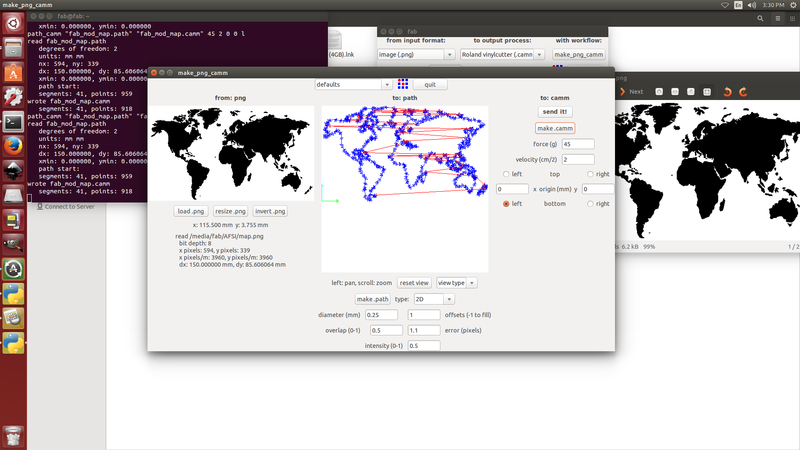 make_png_camm
3:30 PM
fab@fab: ~
xmin: 0.000000, ymin: 0.000000
path_camm "fab_mod_map.path" "fab_mod_map.camm" 45 2 0 0 l
read fab_mod_map.path
degrees of freedom: 2
units: mm mm
nx: 594, ny: 339
dx: 150.000000, dy: 85.606064
xmin: 0.000000, ymin: 0.00
path start:
segments: 41, points: 959
wrote fab_mod_map.camm
segments: 41, points: 918
path_camm "fab_mod_map.path" "fab
read fab_mod_map.path
degrees of freedom: 2
units: mm mm
nx: 594, ny: 339
dx: 150.000000, dy: 85.6064
xmin: 0.000000, ymin: 0.00
path start:
segments: 41, points: 959
wrote fab_mod_map.camm
segments: 41, points: 918
(4GB).lnk
Connect to Server
fab
from input format:
to output process:
with workflow:
image (.png)
Roland vinylcutter (.camm
make_png_camm
make_png_camm
defaults
quit
from: png
to: path
to: camm
send it!
make .camm
force (g)
45
velocity (cm/2)
2
left
top
right
0
x origin (mm) y
0
left
bottom
right
load .png
resize .png
invert .png
x: 115.500 mm y: 3.755 mm
read /media/fab/AFSI/map.png
bit depth: 8
x pixels: 594, y pixels: 339
x pixels/m: 3960, y pixels/m: 3960
dx: 150.000000 mm, dy: 85.606064 mm
left: pan, scroll: zoom
reset view
view type
make .path
type:
2D
diameter (mm)
0.25
1
offsets (-1 to fill)
overlap (0-1)
0.5
1.1
error (pixels)
intensity (0-1)
0.5
png
Next
6.2 kB 99%
1 / 2